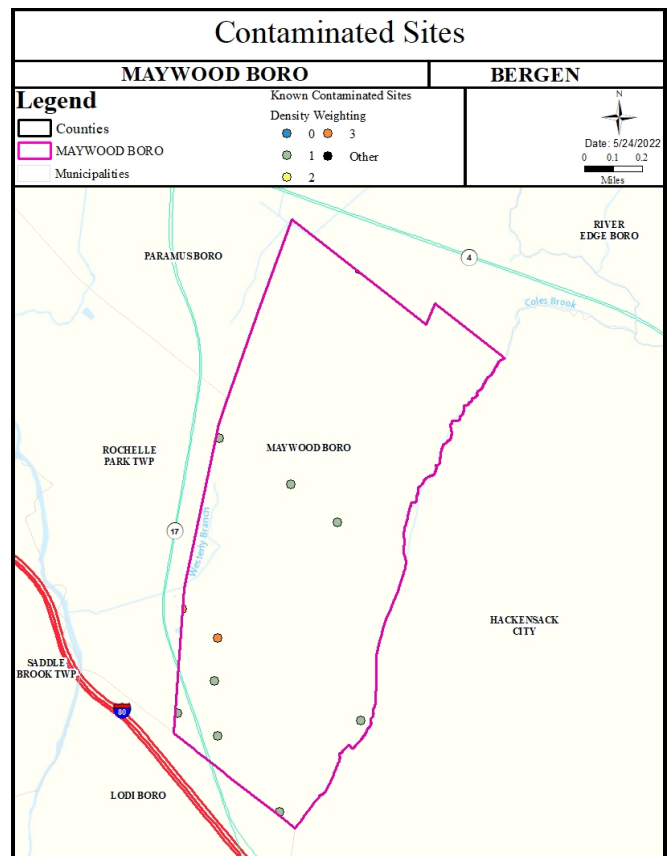 Contaminated Sites
MAYWOOD BORO
BERGEN
Legend
Counties
MAYWOOD BORO
Municipalities
Known Contaminated Sites
Density Weighting
0 3
1 Other
2
N
Date: 5/24/2022
0 0.1 0.2
Miles
RIVER
EDGE BORO
PARAMUS BORO
4
Coles Brook
ROCHELLE
PARK TWP
MAYWOOD BORO
17
Westerly Branch
HACKENSACK
CITY
SADDLE
BROOK TWP
80
LODI BORO